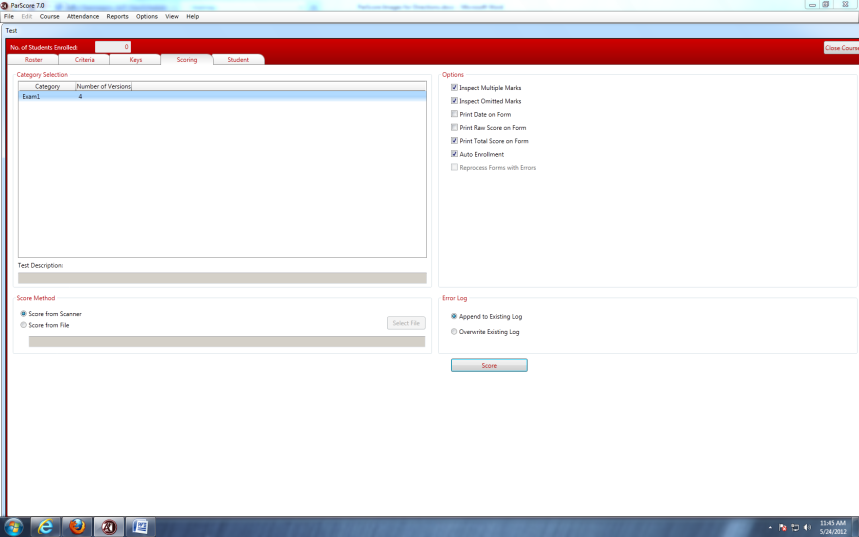 ParScore 7.0
File Edit Course Attendance Reports Options View Help
Test
No. of Students Enrolled: 0
Close Course
Roster Criteria Keys Scoring Student
Category Selection
Category Number of Versions
Exam1 4
Test Description:
Options
Inspect Multiple Marks
Inspect Omitted Marks
Print Date on Form
Print Raw Score on Form
Print Total Score on Form
Auto Enrollment
Reprocess Forms with Errors
Score Method
Score from Scanner
Score from File
Select File
Error Log
Append to Existing Log
Overwrite Existing Log
Score
11:45 AM
5/24/2012